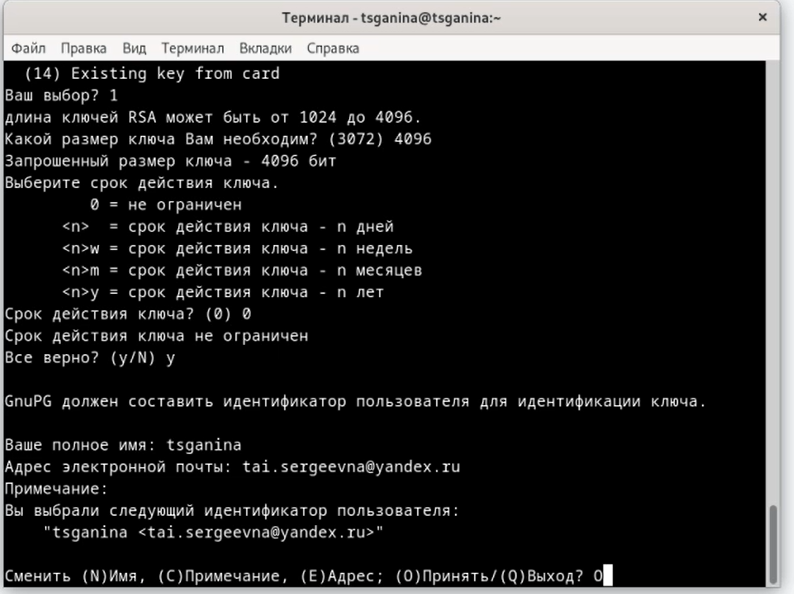 Терминал - tsganina@tsganina:~
Файл Правка Вид Терминал Вкладки Справка
(14) Existing key from card
Ваш выбор? 1
длина ключей RSA может быть от 1024 до 4096.
Какой размер ключа Вам необходим? (3072) 4096
Запрошенный размер ключа - 4096 бит
Выберите срок действия ключа.
0 = не ограничен
<n>  = срок действия ключа - n дней
<n>w = срок действия ключа - n недель
<n>m = срок действия ключа - n месяцев
<n>y = срок действия ключа - n лет
Срок действия ключа? (0) 0
Срок действия ключа не ограничен
Все верно? (y/N) y
GnuPG должен составить идентификатор пользователя для идентификации ключа.
Ваше полное имя: tsganina
Адрес электронной почты: tai.sergeevna@yandex.ru
Примечание:
Вы выбрали следующий идентификатор пользователя:
"tsganina <tai.sergeevna@yandex.ru>"
Сменить (N)Имя, (C)Примечание, (E)Адрес; (O)Принять/(Q)Выход? O